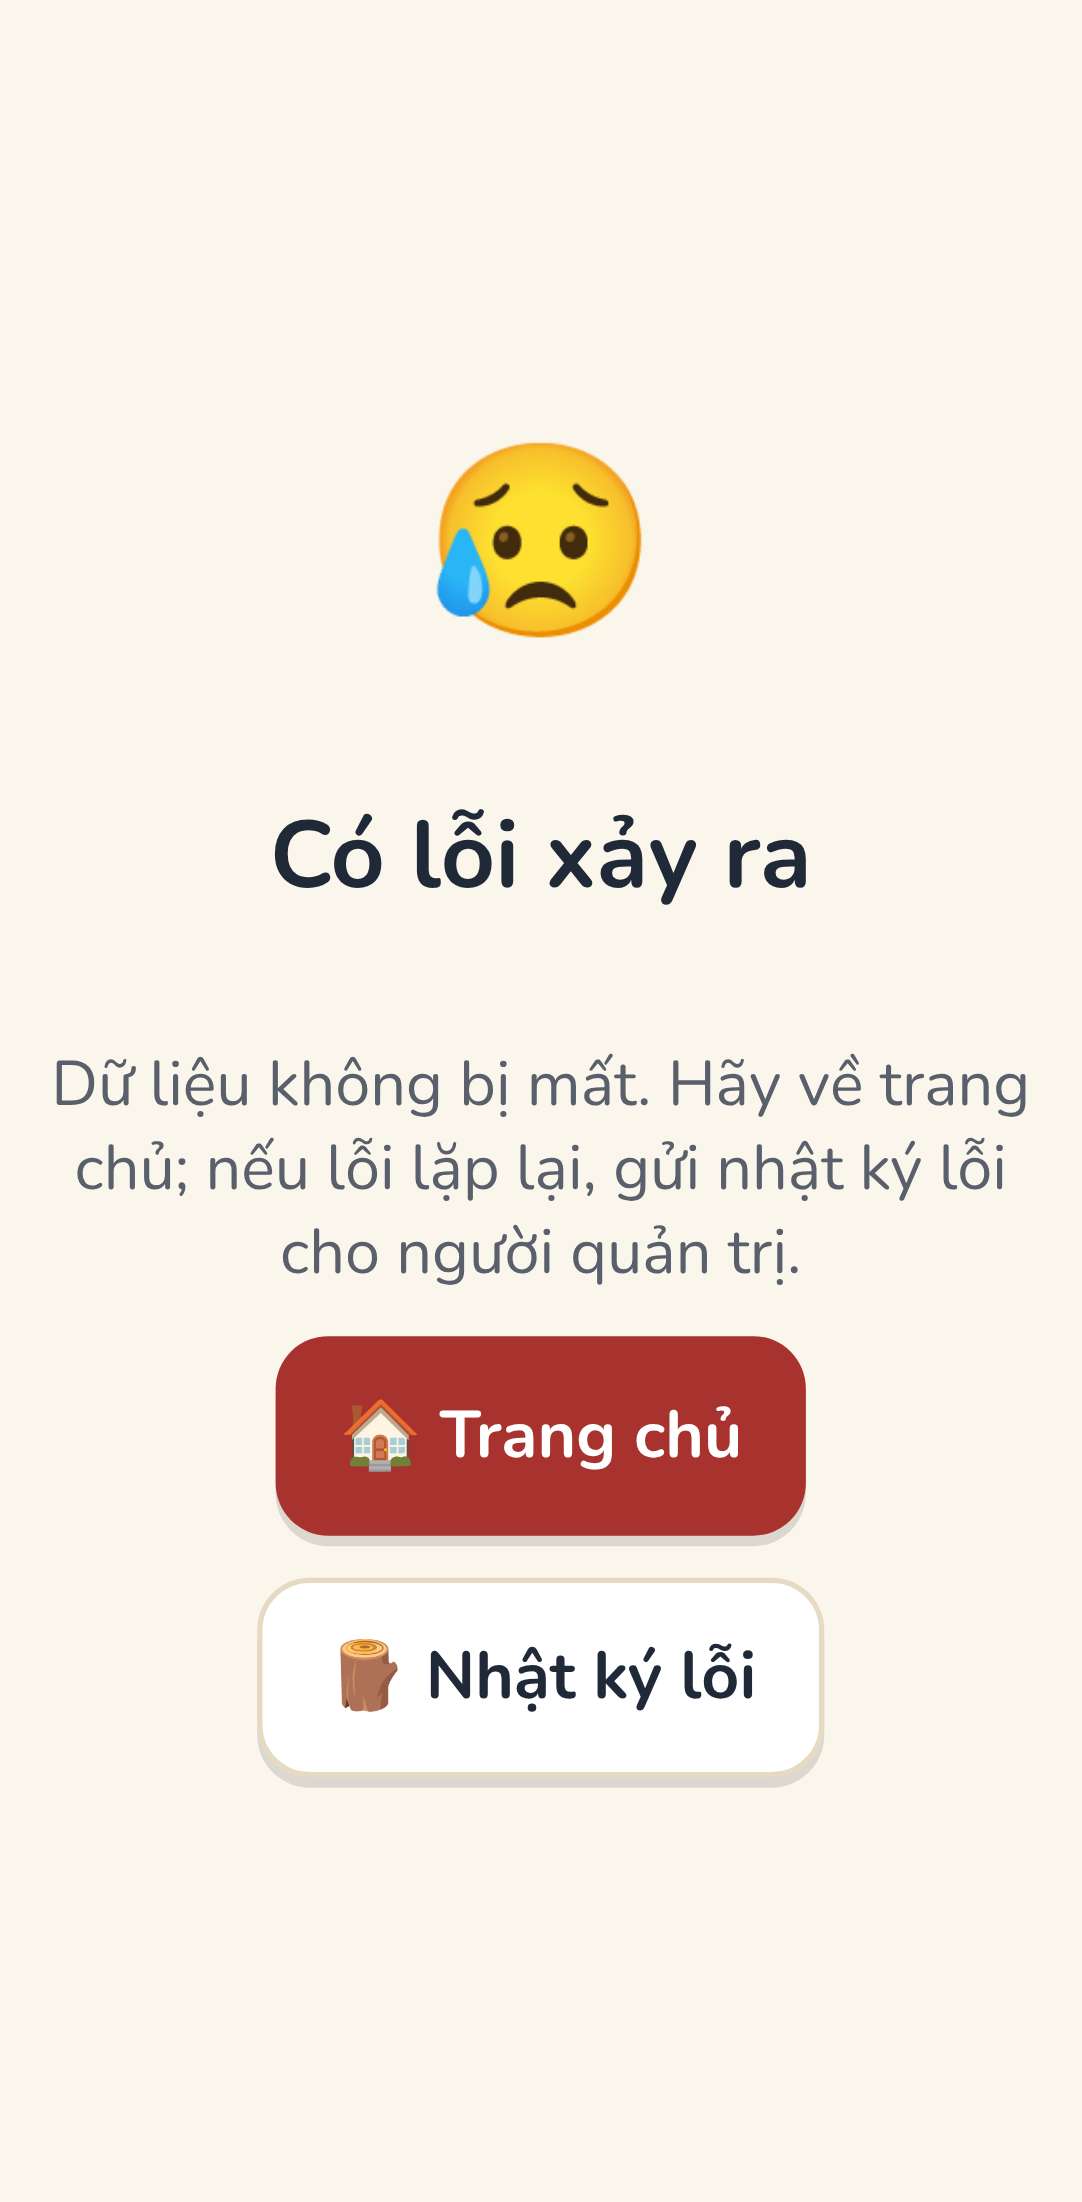 Có lỗi xảy ra
Dữ liệu không bị mất. Hãy về trang
chủ; nếu lỗi lặp lại, gửi nhật ký lỗi
cho người quản trị.
🏠 Trang chủ
🪵 Nhật ký lỗi